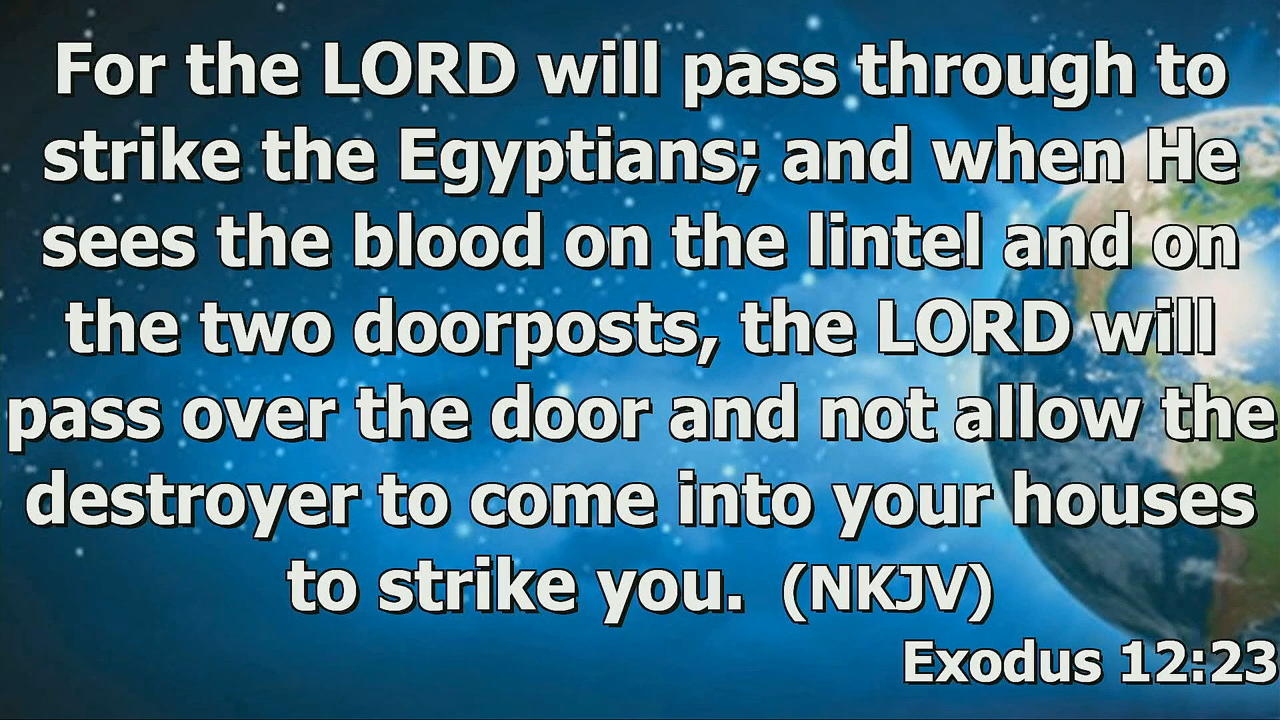 For the LORD will pass through to
strike the Egyptians; and when He
sees the blood on the lintel and on
the two doorposts, the LORD will
pass over the door and not allow the
destroyer to come into your houses
to strike you. (NKJV)
Exodus 12:23